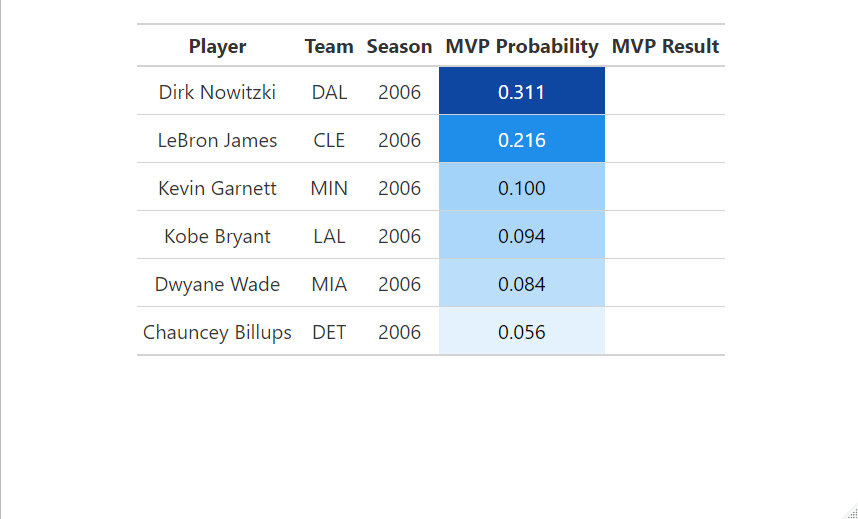 Player Team Season MVP Probability MVP Result
Dirk Nowitzki DAL 2006 0.311
LeBron James CLE 2006 0.216
Kevin Garnett MIN 2006 0.100
Kobe Bryant LAL 2006 0.094
Dwyane Wade MIA 2006 0.084
Chauncey Billups DET 2006 0.056